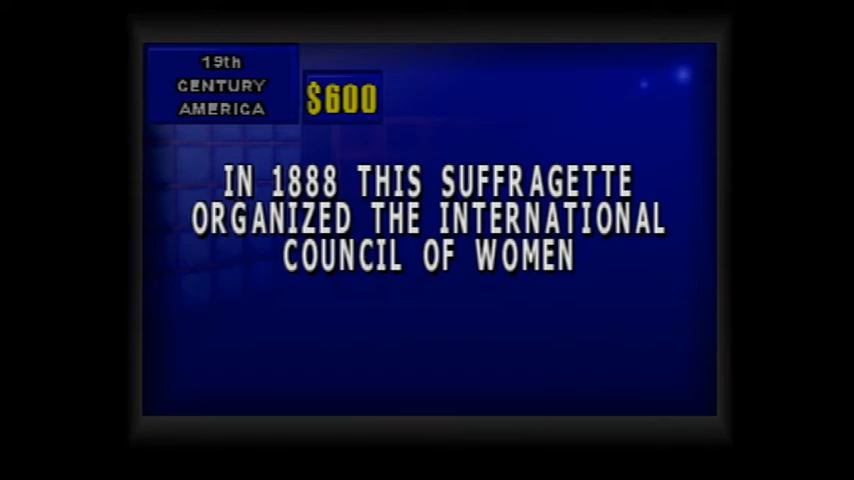 19th
CENTURY
AMERICA
$600
IN 1888 THIS SUFFRAGETTE
ORGANIZED THE INTERNATIONAL
COUNCIL OF WOMEN